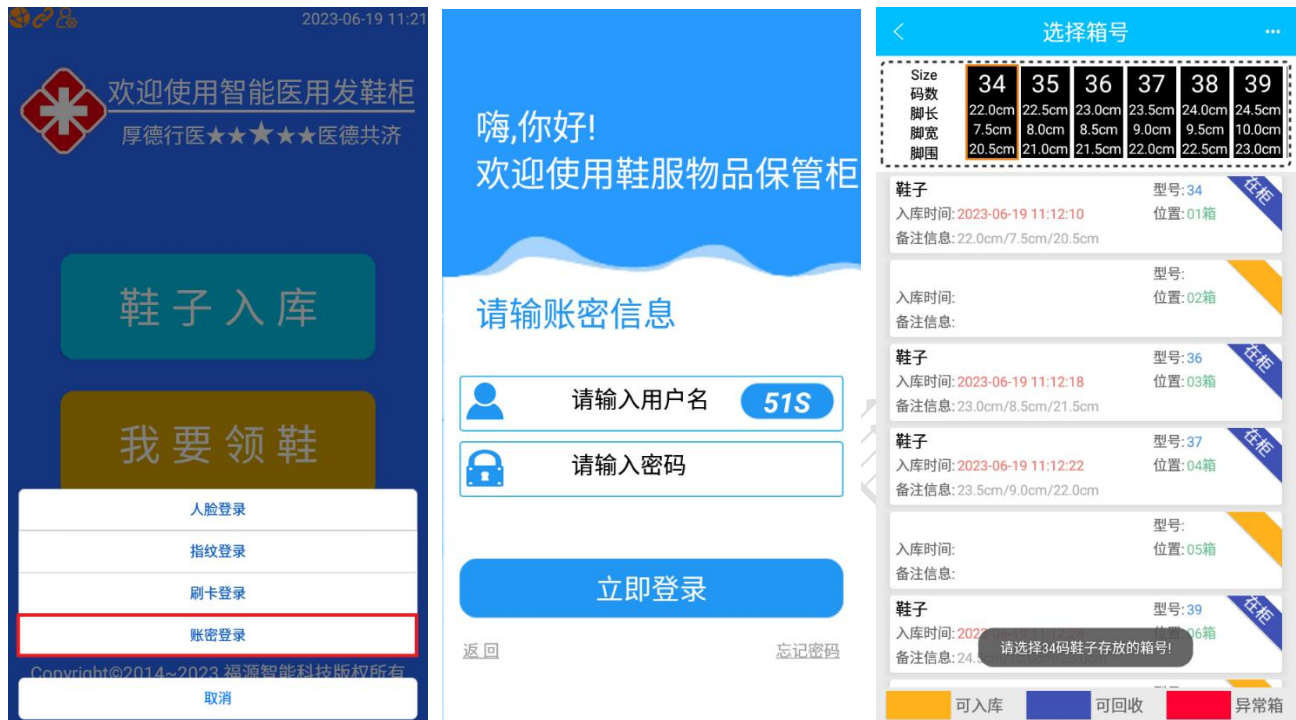 2023-06-19 11:21
欢迎使用智能医用发鞋柜
厚德行医★★★★★医德共济
鞋子入库
我要领鞋
人脸登录
指纹登录
刷卡登录
账密登录
Copyright©2014~2023 福源智能科技版权所有
取消
嗨,你好!
欢迎使用鞋服物品保管柜
请输账密信息
请输入用户名 51S
请输入密码
立即登录
返回 忘记密码
选择箱号
Size 34 35 36 37 38 39
码数
脚长 22.0cm 22.5cm 23.0cm 23.5cm 24.0cm 24.5cm
脚宽 7.5cm 8.0cm 8.5cm 9.0cm 9.5cm 10.0cm
脚围 20.5cm 21.0cm 21.5cm 22.0cm 22.5cm 23.0cm
鞋子 型号:34 在柜
入库时间:2023-06-19 11:12:10 位置:01箱
备注信息:22.0cm/7.5cm/20.5cm
型号:
入库时间: 位置:02箱
备注信息:
鞋子 型号:36 在柜
入库时间:2023-06-19 11:12:18 位置:03箱
备注信息:23.0cm/8.5cm/21.5cm
鞋子 型号:37 在柜
入库时间:2023-06-19 11:12:22 位置:04箱
备注信息:23.5cm/9.0cm/22.0cm
型号:
入库时间: 位置:05箱
备注信息:
鞋子 型号:39 在柜
入库时间:202 06箱
备注信息:24.
请选择34码鞋子存放的箱号!
可入库 可回收 异常箱